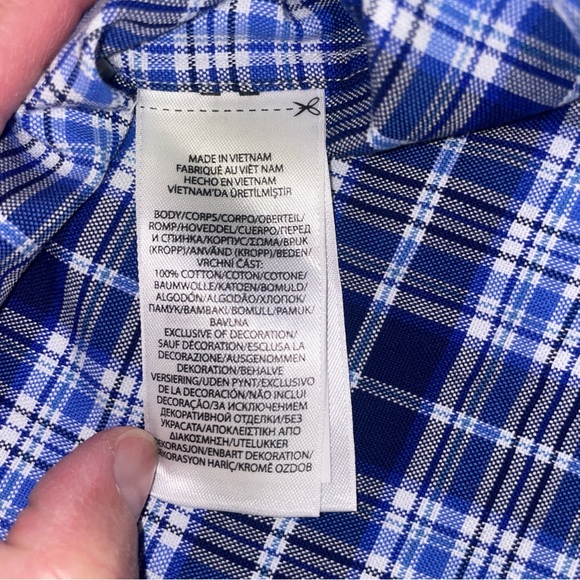 MADE IN VIETNAM
FABRIQUÉ AU VIÊT NAM
HECHO EN VIETNAM
VİETNAM'DA ÜRETİLMİŞTİR
BODY/CORPS/CORPO/OBERTEIL/
ROMP/HOVEDDEL/CUERPO/ПЕРЕД
И СПИНКА/КОРПУС/ΣΩΜΑ/BRUK
(KROPP)/ANVÄND (KROPP)/BEDEN/
VRCHNÍ ČÁST:
100% COTTON/COTON/COTONE/
BAUMWOLLE/KATOEN/BOMULD/
ALGODÓN/ALGODÃO/ХЛОПОК/
ПАМУК/ΒΑΜΒΑΚΙ/BOMULL/PAMUK/
BAVLNA
EXCLUSIVE OF DECORATION/
SAUF DÉCORATION/ESCLUSA LA
DECORAZIONE/AUSGENOMMEN
DEKORATION/BEHALVE
VERSIERING/UDEN PYNT/EXCLUSIVO
DE LA DECORACIÓN/NÃO INCLUI
DECORAÇÃO/ЗА ИСКЛЮЧЕНИЕМ
ДЕКОРАТИВНОЙ ОТДЕЛКИ/БЕЗ
УКРАСАТА/ΑΠΟΚΛΕΙΣΤΙΚΗ ΑΠΟ
ΔΙΑΚΟΣΜΗΣΗ/UTELUKKER
DEKORASJON/ENBART DEKORATION/
DEKORASYON HARİÇ/KROMĚ OZDOB